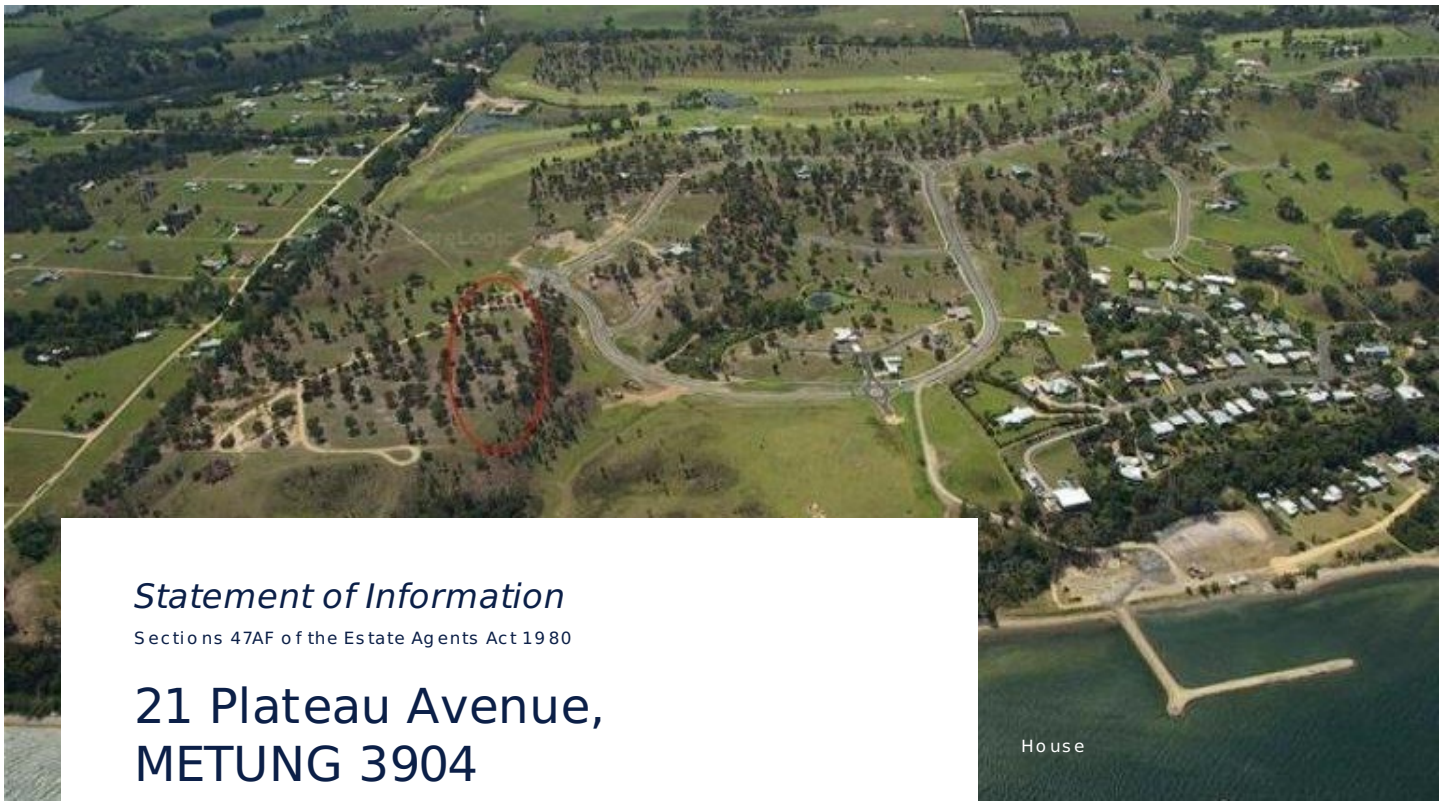 Statement of Information
Sections 47AF of the Estate Agents Act 1980
21 Plateau Avenue,
METUNG 3904
House